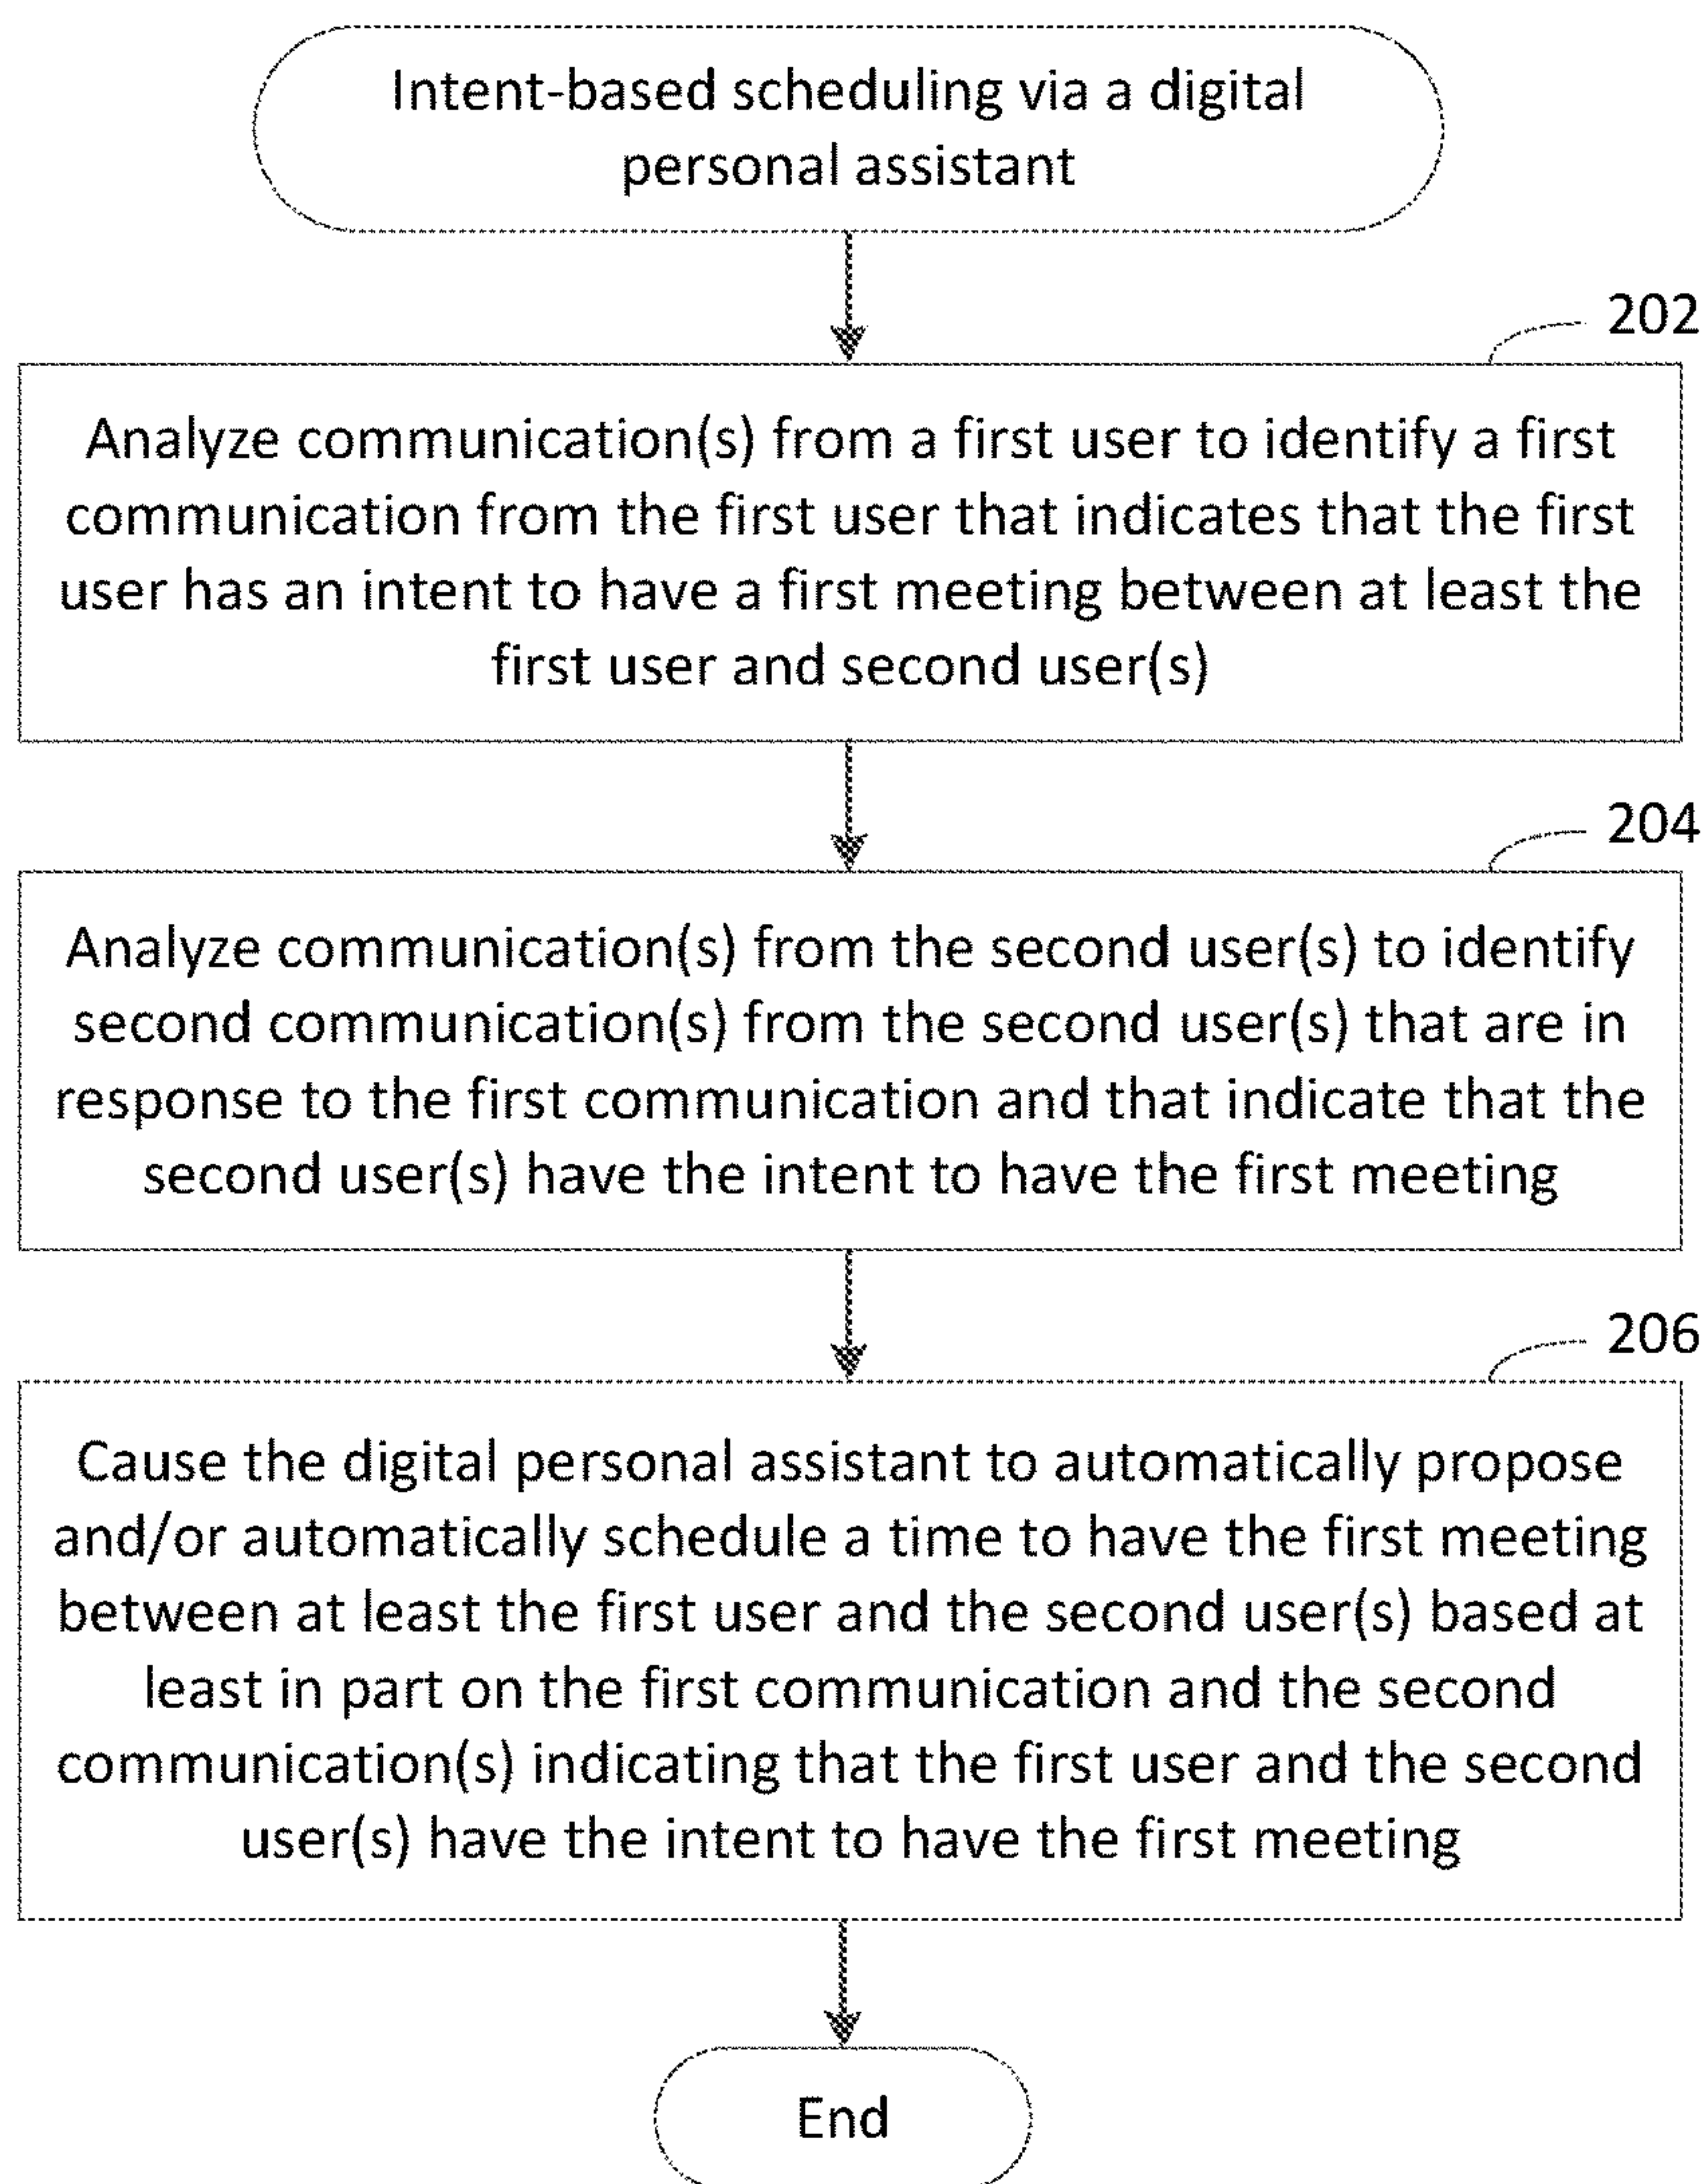 Intent-based scheduling via a digital
personal assistant
202
Analyze communication(s) from a first user to identify a first
communication from the first user that indicates that the first
user has an intent to have a first meeting between at least the
first user and second user(s)
204
Analyze communication(s) from the second user(s) to identify
second communication(s) from the second user(s) that are in
response to the first communication and that indicate that the
second user(s) have the intent to have the first meeting
206
Cause the digital personal assistant to automatically propose
and/or automatically schedule a time to have the first meeting
between at least the first user and the second user(s) based at
least in part on the first communication and the second
communication(s) indicating that the first user and the second
user(s) have the intent to have the first meeting
End